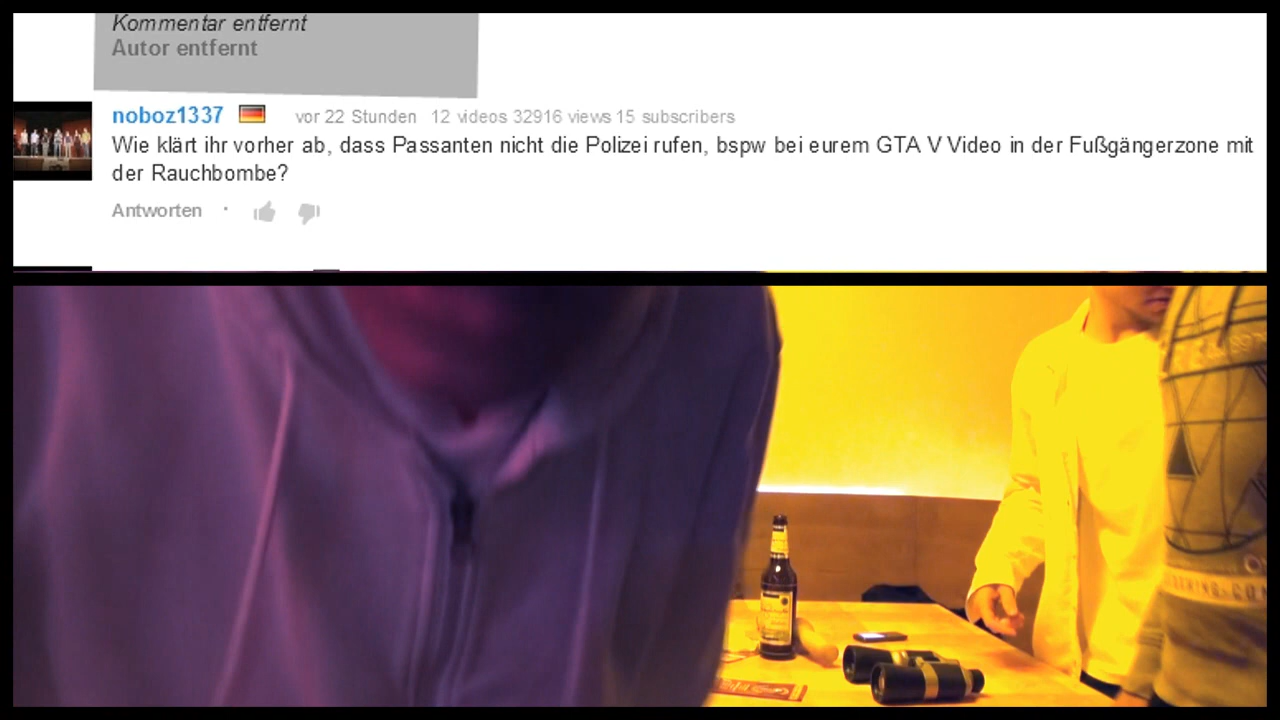 Kommentar entfernt
Autor entfernt
noboz1337 vor 22 Stunden 12 videos 32916 views 15 subscribers
Wie klärt ihr vorher ab, dass Passanten nicht die Polizei rufen, bspw bei eurem GTA V Video in der Fußgängerzone mit
der Rauchbombe?
Antworten ·